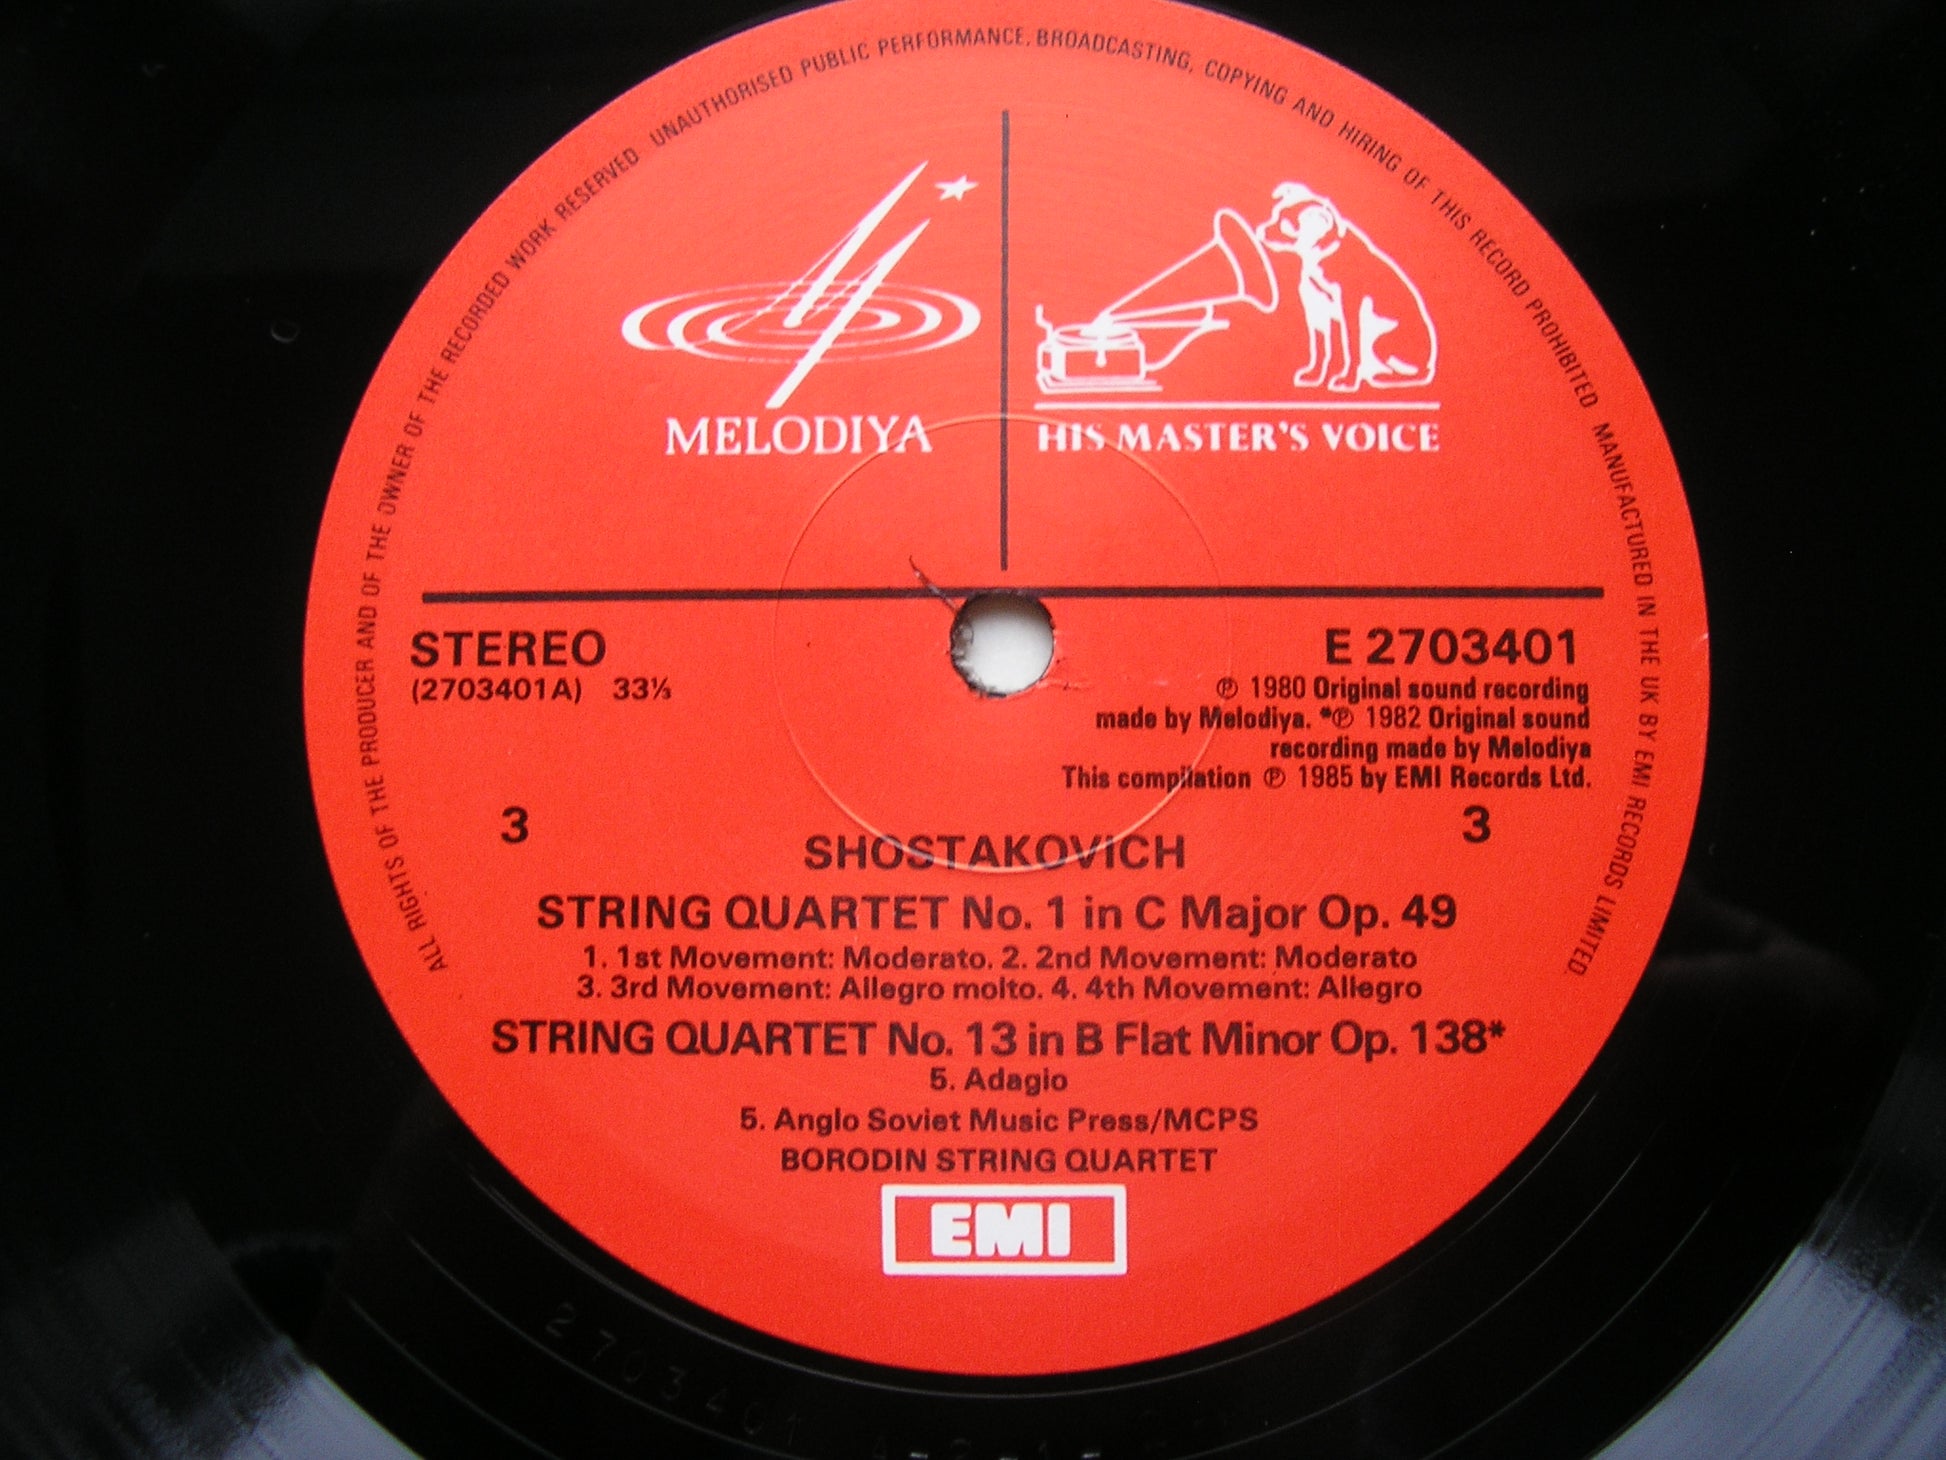 ALL RIGHTS OF THE PRODUCER AND OF THE OWNER OF THE RECORDED WORK RESERVED UNAUTHORISED PUBLIC PERFORMANCE, BROADCASTING, COPYING AND HIRING OF THIS RECORD PROHIBITED MANUFACTURED IN THE UK BY EMI RECORDS LIMITED.
MELODIYA
HIS MASTER'S VOICE
STEREO
(2703401A) 33⅓
E 2703401
℗ 1980 Original sound recording
made by Melodiya. *℗ 1982 Original sound
recording made by Melodiya
This compilation ℗ 1985 by EMI Records Ltd.
3 3
SHOSTAKOVICH
STRING QUARTET No. 1 in C Major Op. 49
1. 1st Movement: Moderato. 2. 2nd Movement: Moderato
3. 3rd Movement: Allegro molto. 4. 4th Movement: Allegro
STRING QUARTET No. 13 in B Flat Minor Op. 138*
5. Adagio
5. Anglo Soviet Music Press/MCPS
BORODIN STRING QUARTET
EMI
2703401